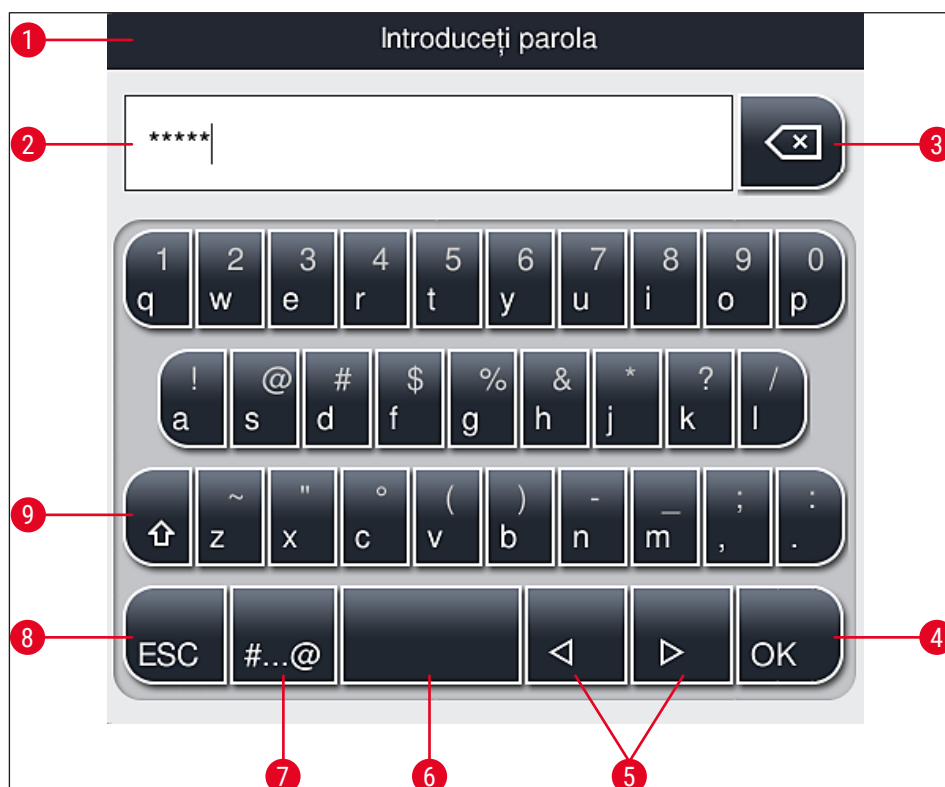 1 Introduceți parola
2 ***** 3
1 2 3 4 5 6 7 8 9 0
q w e r t y u i o p
! @ # $ % & * ? /
a s d f g h j k l
9 ~ " ° ( ) - _ ; :
z x c v b n m , .
8 ESC #...@ OK 4
7 6 5